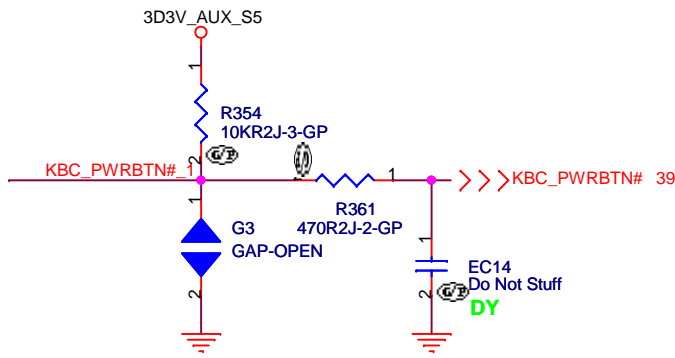 3D3V_AUX_S5
1
R354
10KR2J-3-GP
2
G/P
KBC_PWRBTN#_1
2
1
KBC_PWRBTN# 39
R361
470R2J-2-GP
1
G3
GAP-OPEN
2
1
EC14
Do Not Stuff
2
G/P
DY